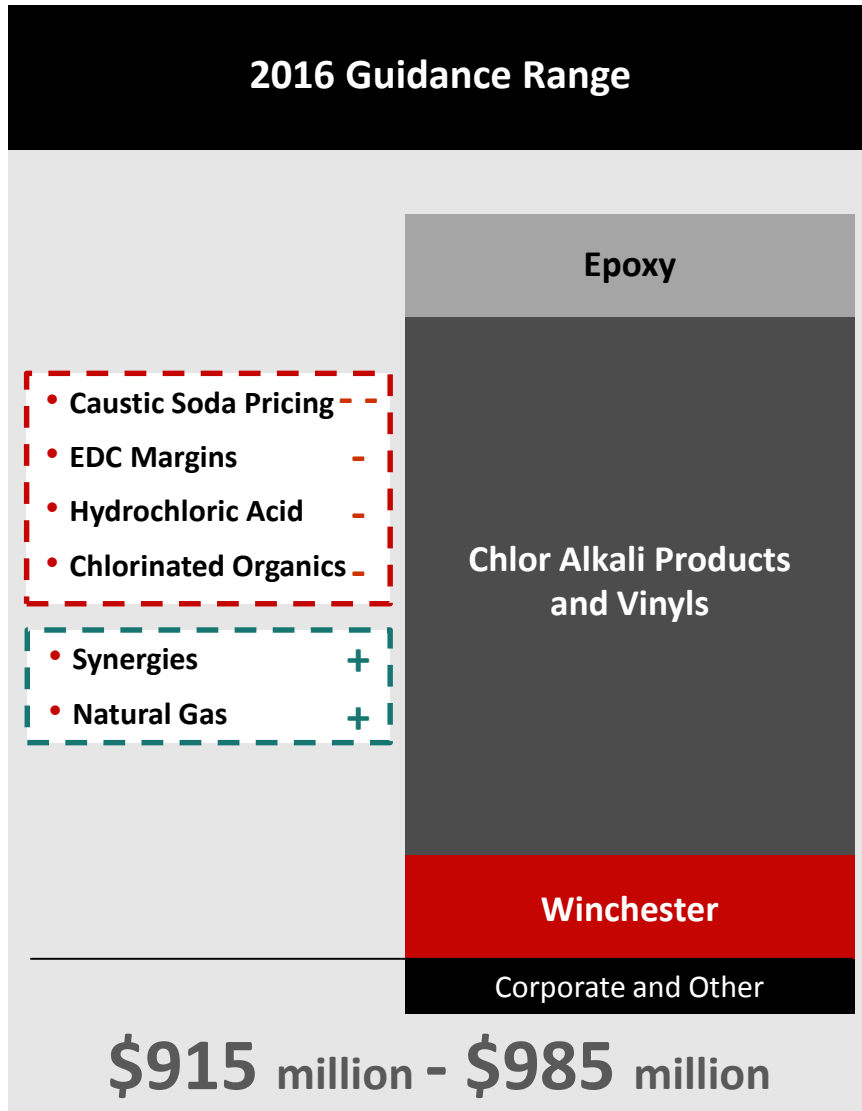 2016 Guidance Range
Epoxy
• Caustic Soda Pricing - -
• EDC Margins -
• Hydrochloric Acid -
• Chlorinated Organics -
Chlor Alkali Products
and Vinyls
• Synergies +
• Natural Gas +
Winchester
Corporate and Other
$915 million - $985 million